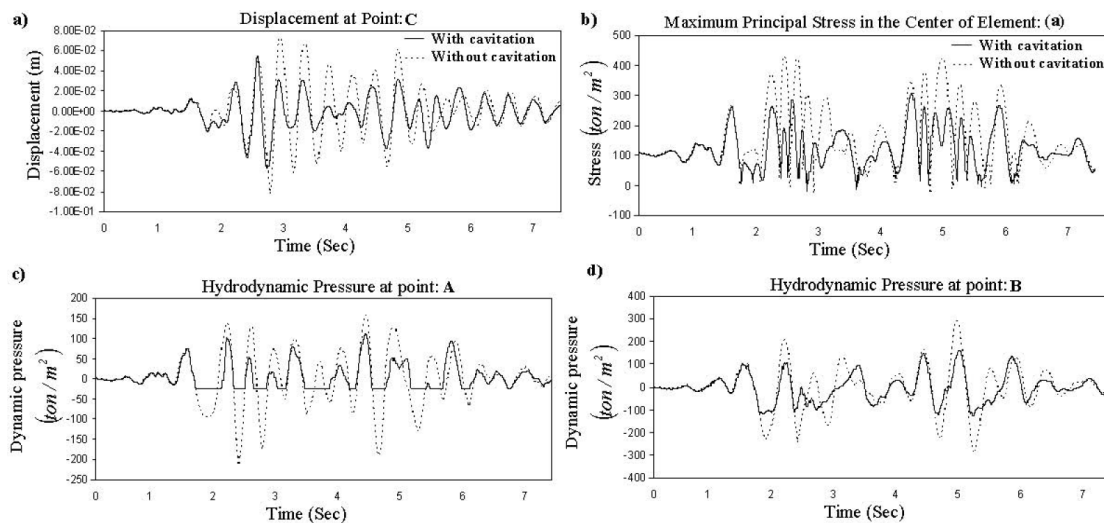 a)
Displacement at Point: C
8.00E-02
6.00E-02
4.00E-02
2.00E-02
0.00E+00
-2.00E-02
-4.00E-02
-6.00E-02
-8.00E-02
-1.00E-01
Displacement (m)
With cavitation
Without cavitation
0 1 2 3 4 5 6 7
Time (Sec)
b)
Maximum Principal Stress in the Center of Element: (a)
500
400
300
200
100
0
-100
Stress (ton / m²)
With cavitation
Without cavitation
0 1 2 3 4 5 6 7
Time (Sec)
c)
Hydrodynamic Pressure at point: A
200
150
100
50
0
-50
-100
-150
-200
-250
Dynamic pressure
(ton / m²)
0 1 2 3 4 5 6 7
Time (Sec)
d)
Hydrodynamic Pressure at point: B
400
300
200
100
0
-100
-200
-300
-400
Dynamic pressure
(ton / m²)
0 1 2 3 4 5 6 7
Time (Sec)